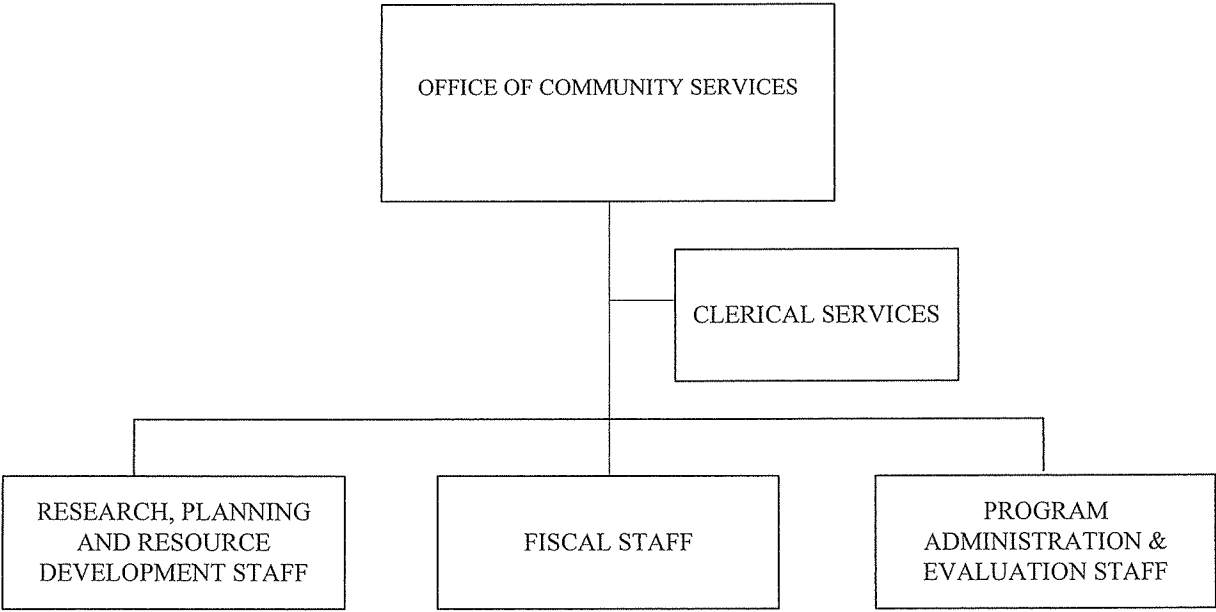 OFFICE OF COMMUNITY SERVICES
CLERICAL SERVICES
RESEARCH, PLANNING
AND RESOURCE
DEVELOPMENT STAFF
FISCAL STAFF
PROGRAM
ADMINISTRATION &
EVALUATION STAFF